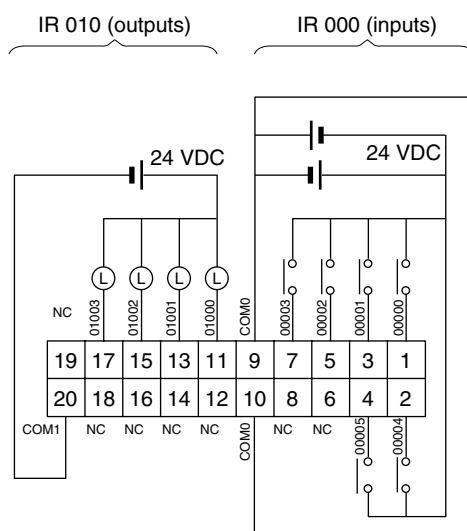 IR 010 (outputs)
IR 000 (inputs)
24 VDC
24 VDC
L
L
L
L
NC
01003
01002
01001
01000
COM0
00003
00002
00001
00000
19 17 15 13 11 9 7 5 3 1
20 18 16 14 12 10 8 6 4 2
COM1
NC
NC
NC
NC
COM0
NC
NC
00005
00004